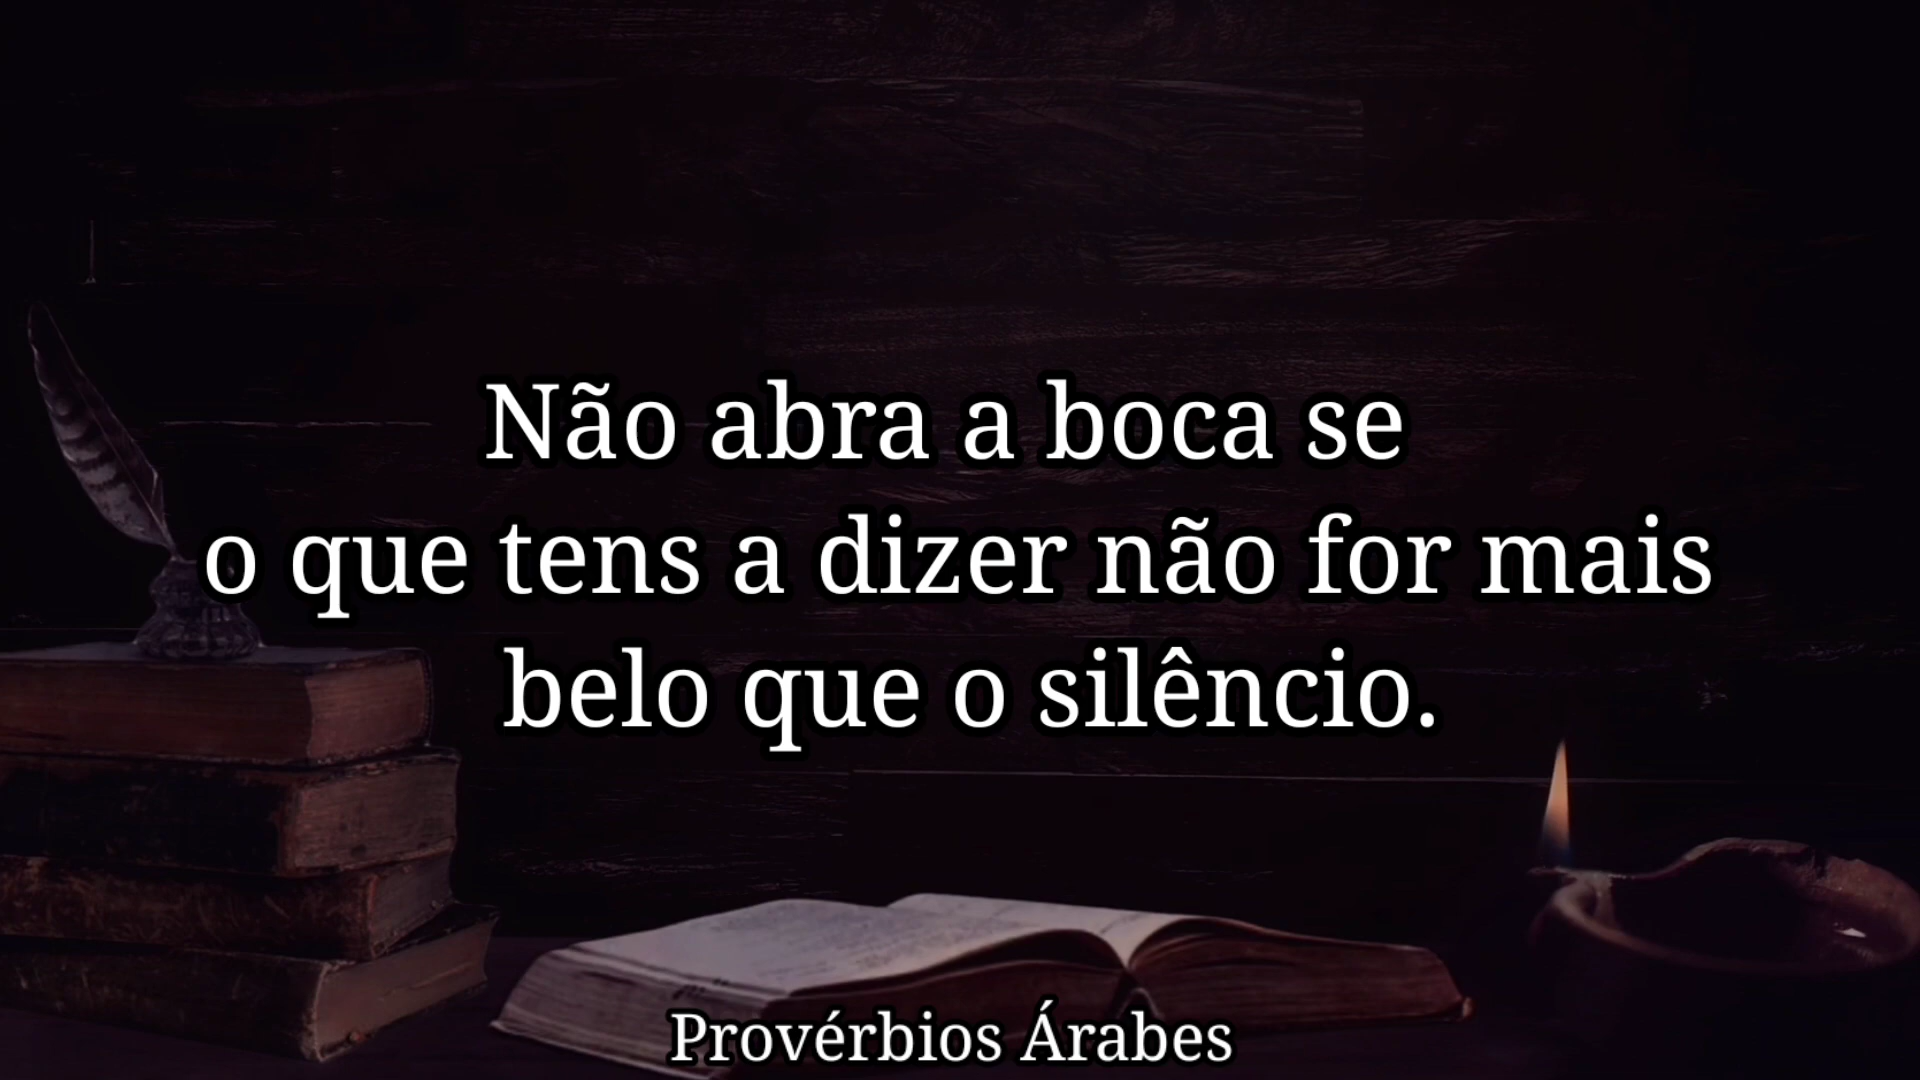 Não abra a boca se
o que tens a dizer não for mais
belo que o silêncio.
Provérbios Árabes